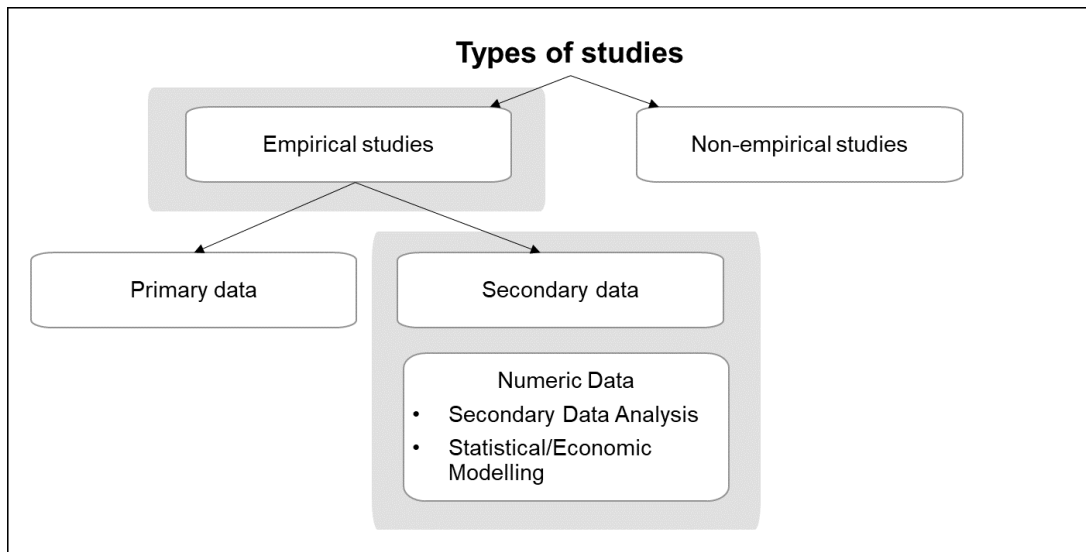 Types of studies
Empirical studies
Non-empirical studies
Primary data
Secondary data
Numeric Data
• Secondary Data Analysis
• Statistical/Economic
Modelling